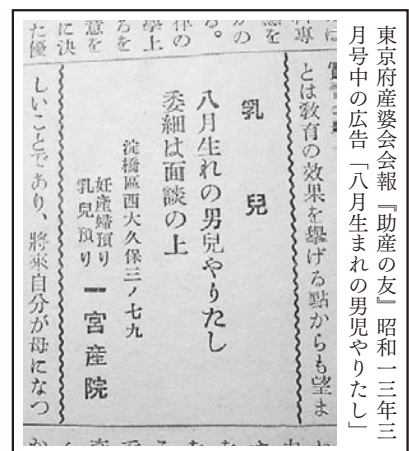 東京府産婆会会報『助産の友』昭和一三年三
月号中の広告「八月生まれの男児やりたし」
とは敎育の效果を擧げる點からも望ま
乳兒
八月生れの男兒やりたし
委細は面談の上
淀橋區西大久保三ノ七九
妊産婦預り
乳兒預り
一宮産院
しいことであり、將來自分が母になつ